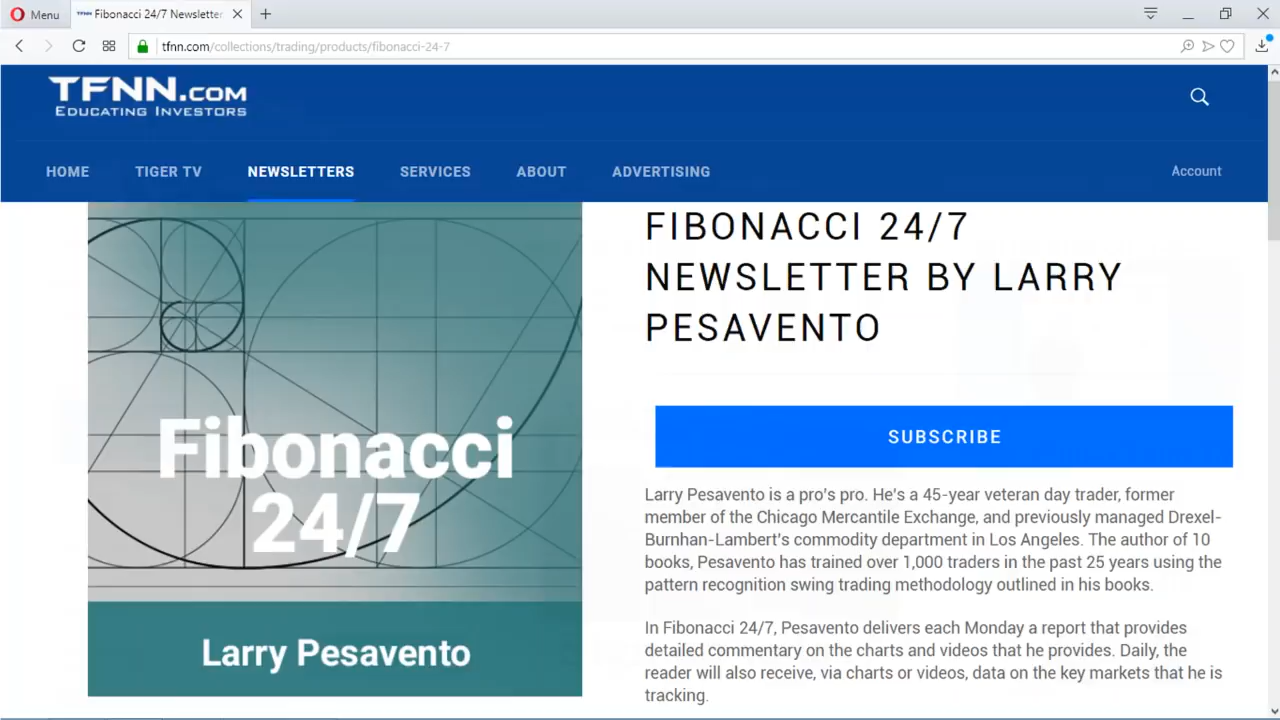 Menu
Fibonacci 24/7 Newsletter
tfnn.com/collections/trading/products/fibonacci-24-7
TFNN.COM
EDUCATING INVESTORS
HOME TIGER TV NEWSLETTERS SERVICES ABOUT ADVERTISING Account
FIBONACCI 24/7
NEWSLETTER BY LARRY
PESAVENTO
Fibonacci
24/7
Larry Pesavento
SUBSCRIBE
Larry Pesavento is a pro's pro. He's a 45-year veteran day trader, former
member of the Chicago Mercantile Exchange, and previously managed Drexel-
Burnhan-Lambert's commodity department in Los Angeles. The author of 10
books, Pesavento has trained over 1,000 traders in the past 25 years using the
pattern recognition swing trading methodology outlined in his books.
In Fibonacci 24/7, Pesavento delivers each Monday a report that provides
detailed commentary on the charts and videos that he provides. Daily, the
reader will also receive, via charts or videos, data on the key markets that he is
tracking.